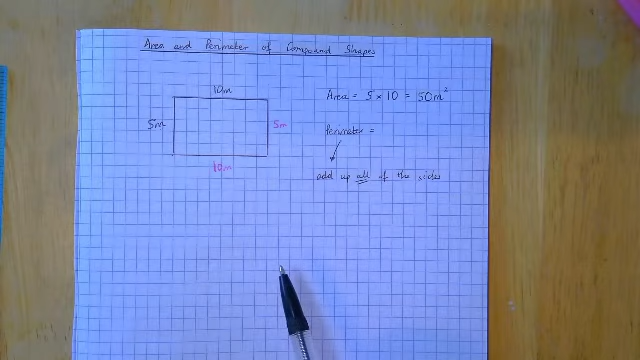 Area and Perimeter of Compound Shapes
10m
Area = 5 × 10 = 50m²
5m
5m
Perimeter =
10m
add up all of the sides